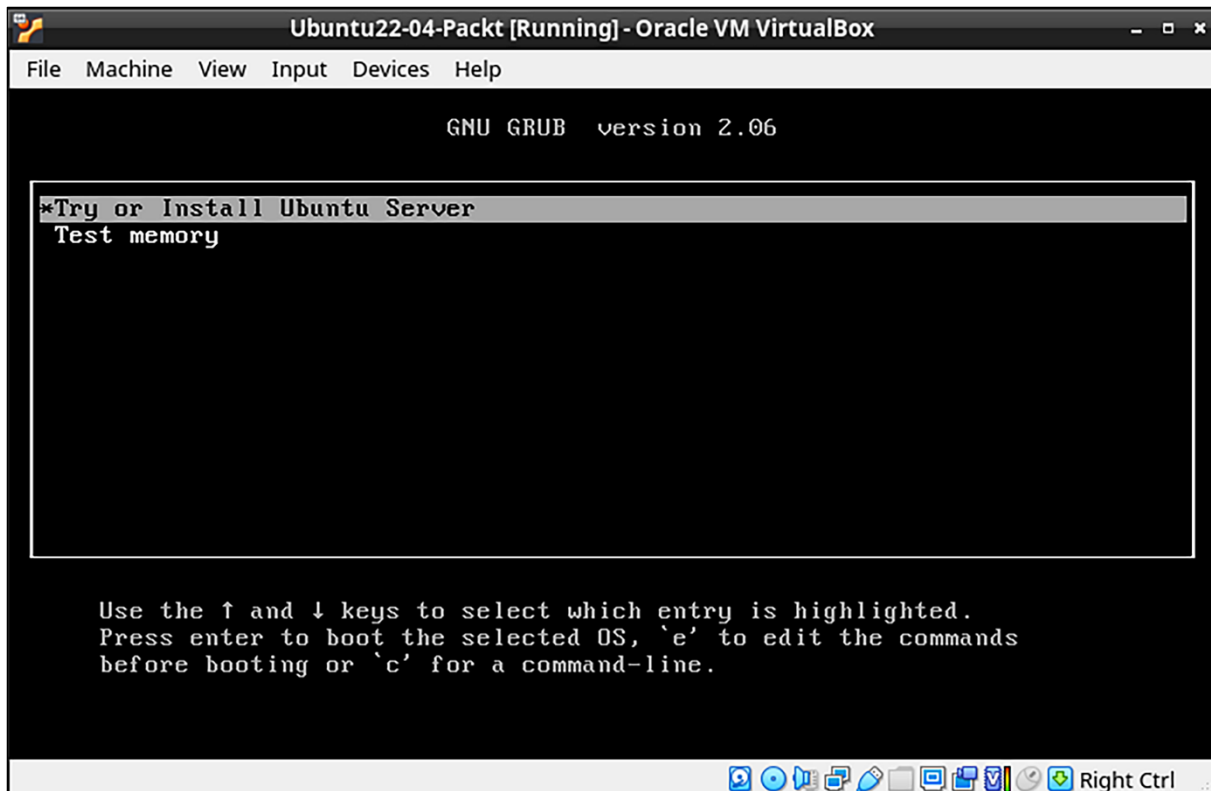 Ubuntu22-04-Packt [Running] - Oracle VM VirtualBox
File Machine View Input Devices Help
GNU GRUB version 2.06
*Try or Install Ubuntu Server
Test memory
Use the ↑ and ↓ keys to select which entry is highlighted.
Press enter to boot the selected OS, `e' to edit the commands
before booting or `c' for a command-line.
Right Ctrl